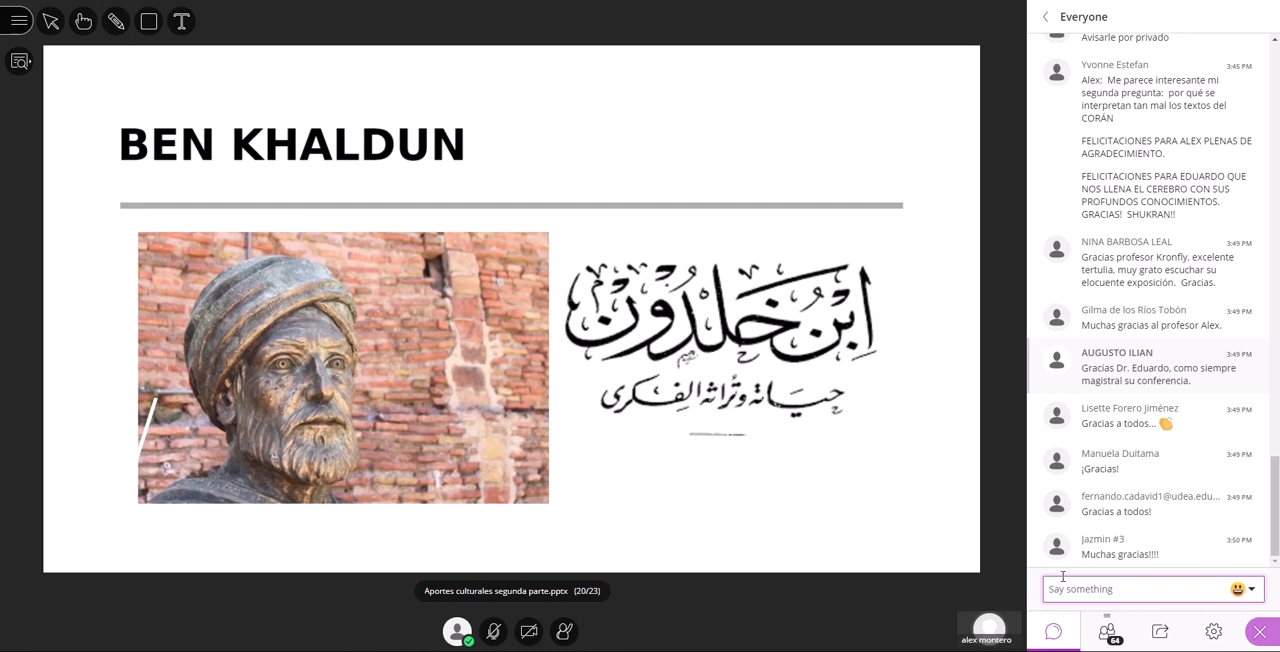 BEN KHALDUN
ابن خلدون
حياته وتراثه الفكري
Aportes culturales segunda parte.pptx (20/23)
alex montero
Everyone
Avisarle por privado
Yvonne Estefan 3:45 PM
Alex: Me parece interesante mi
segunda pregunta: por qué se
interpretan tan mal los textos del
CORÁN
FELICITACIONES PARA ALEX PLENAS DE
AGRADECIMIENTO.
FELICITACIONES PARA EDUARDO QUE
NOS LLENA EL CEREBRO CON SUS
PROFUNDOS CONOCIMIENTOS.
GRACIAS! SHUKRAN!!
NINA BARBOSA LEAL 3:49 PM
Gracias profesor Kronfly, excelente
tertulia, muy grato escuchar su
elocuente exposición. Gracias.
Gilma de los Ríos Tobón 3:49 PM
Muchas gracias al profesor Alex.
AUGUSTO ILIAN 3:49 PM
Gracias Dr. Eduardo, como siempre
magistral su conferencia.
Lisette Forero Jiménez 3:49 PM
Gracias a todos...
Manuela Duitama 3:49 PM
¡Gracias!
fernando.cadavid1@udea.edu... 3:49 PM
Gracias a todos!
Jazmin #3 3:50 PM
Muchas gracias!!!!
Say something
64